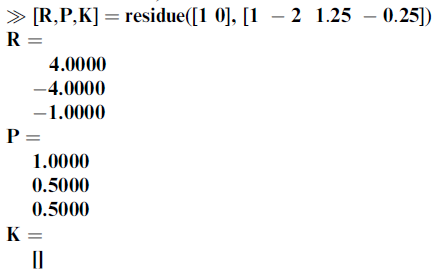 ≫ [R,P,K] = residue([1 0], [1 − 2 1.25 − 0.25])
R =
4.0000
−4.0000
−1.0000
P =
1.0000
0.5000
0.5000
K =
[]